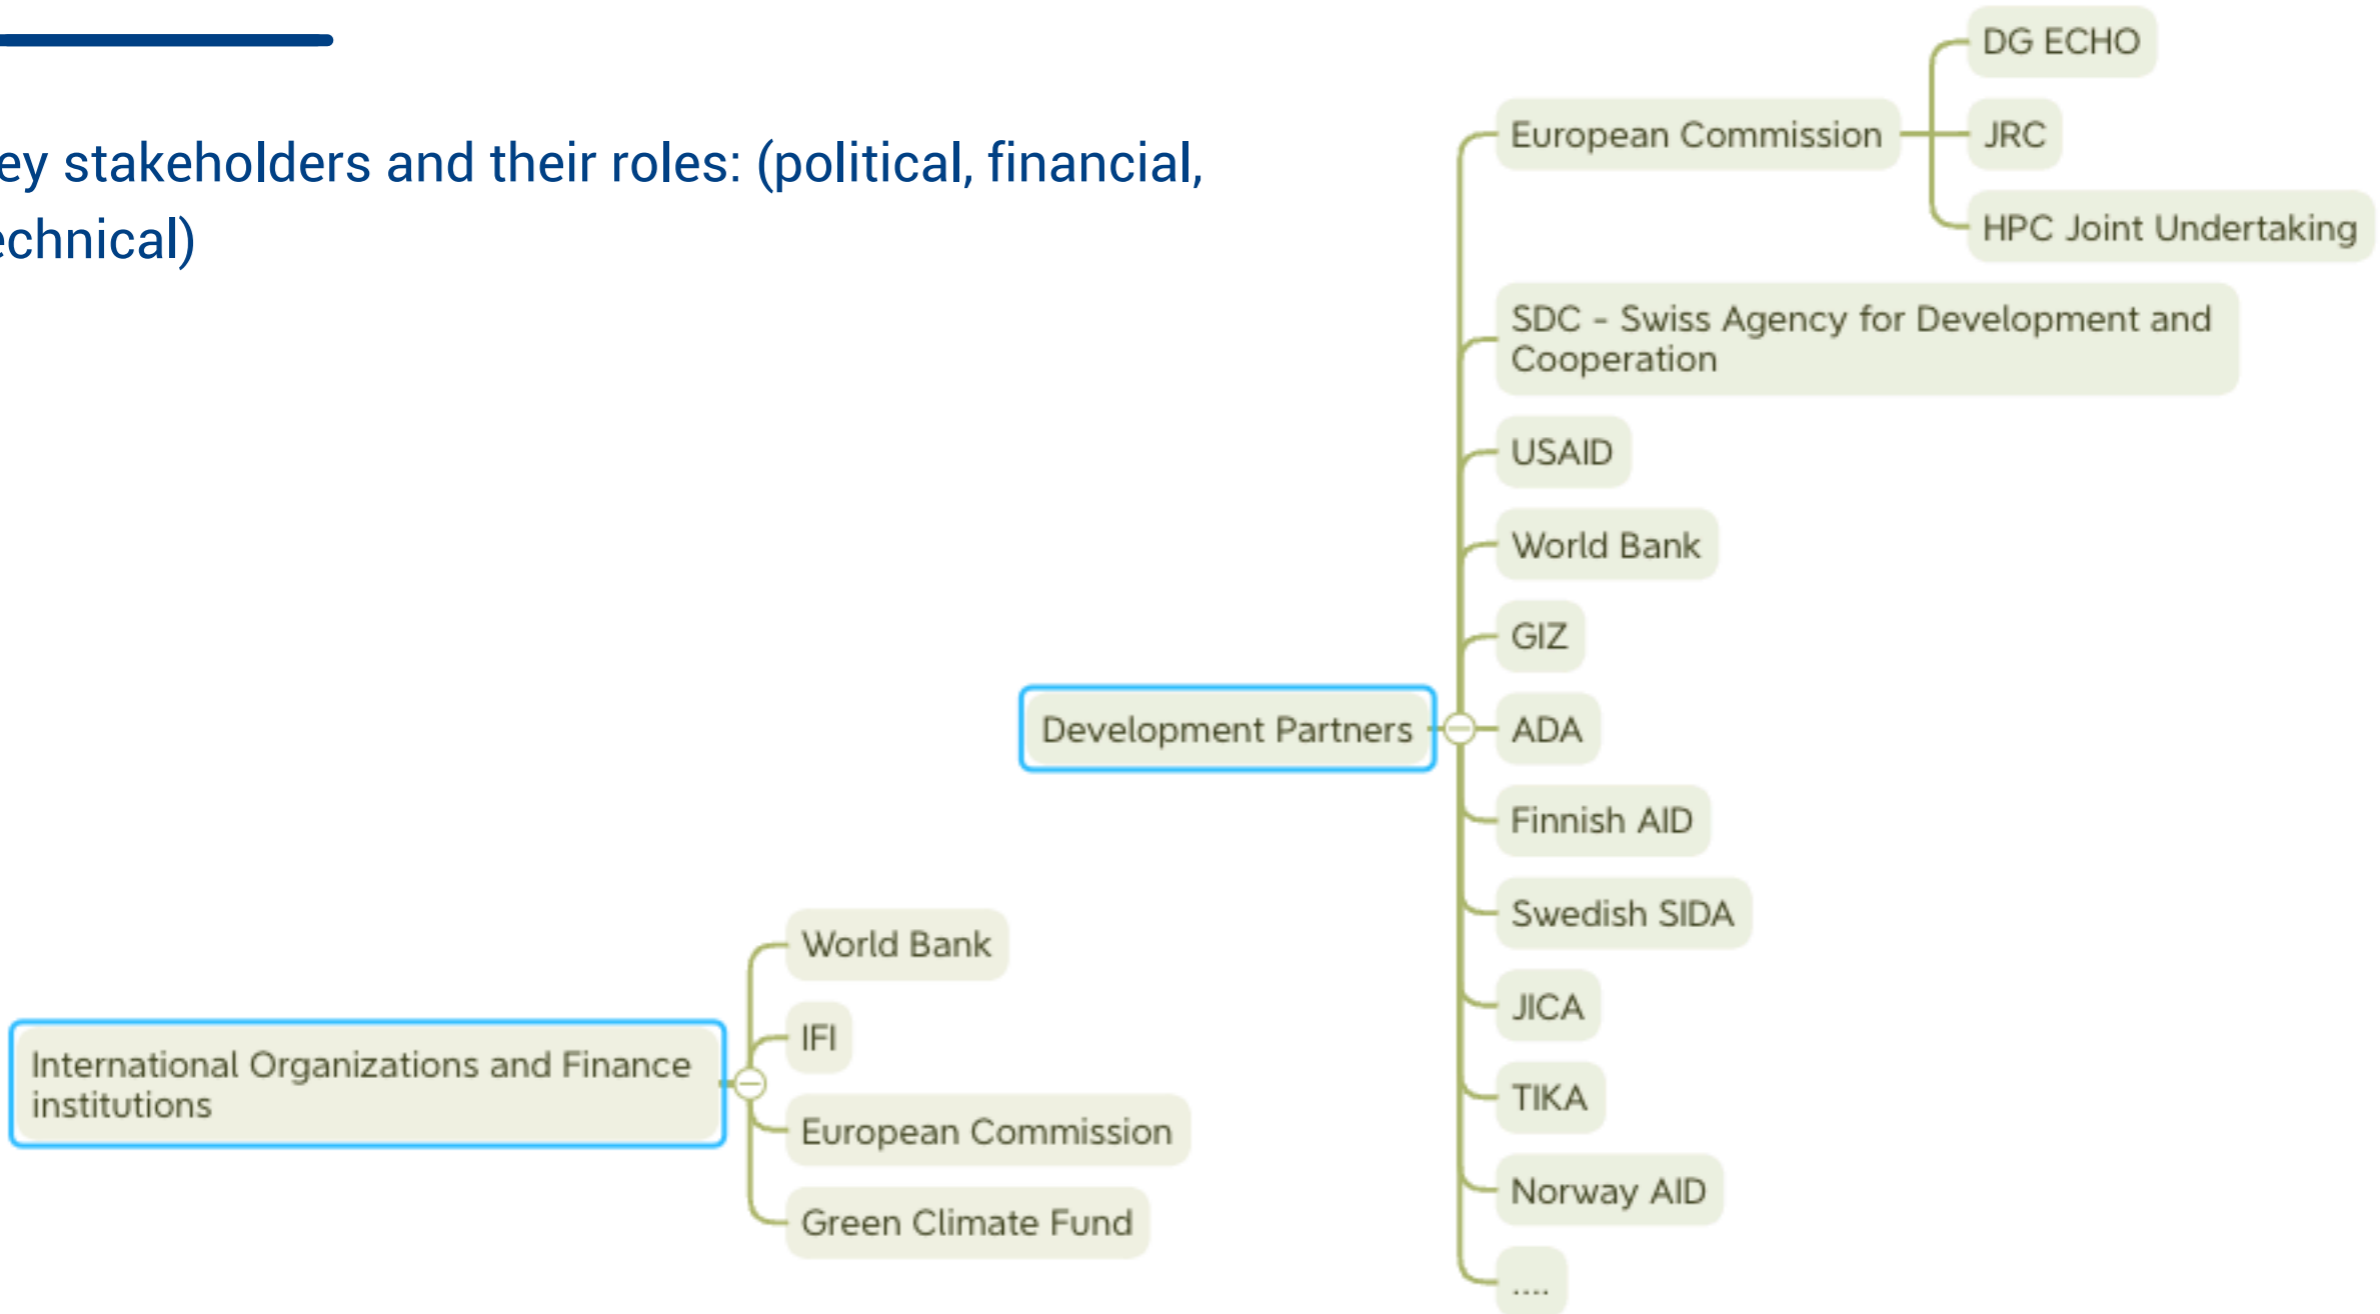 ey stakeholders and their roles: (political, financial,
echnical)
DG ECHO
European Commission
JRC
HPC Joint Undertaking
SDC - Swiss Agency for Development and
Cooperation
USAID
World Bank
GIZ
Development Partners
ADA
Finnish AID
Swedish SIDA
JICA
TIKA
Norway AID
....
World Bank
IFI
International Organizations and Finance
institutions
European Commission
Green Climate Fund